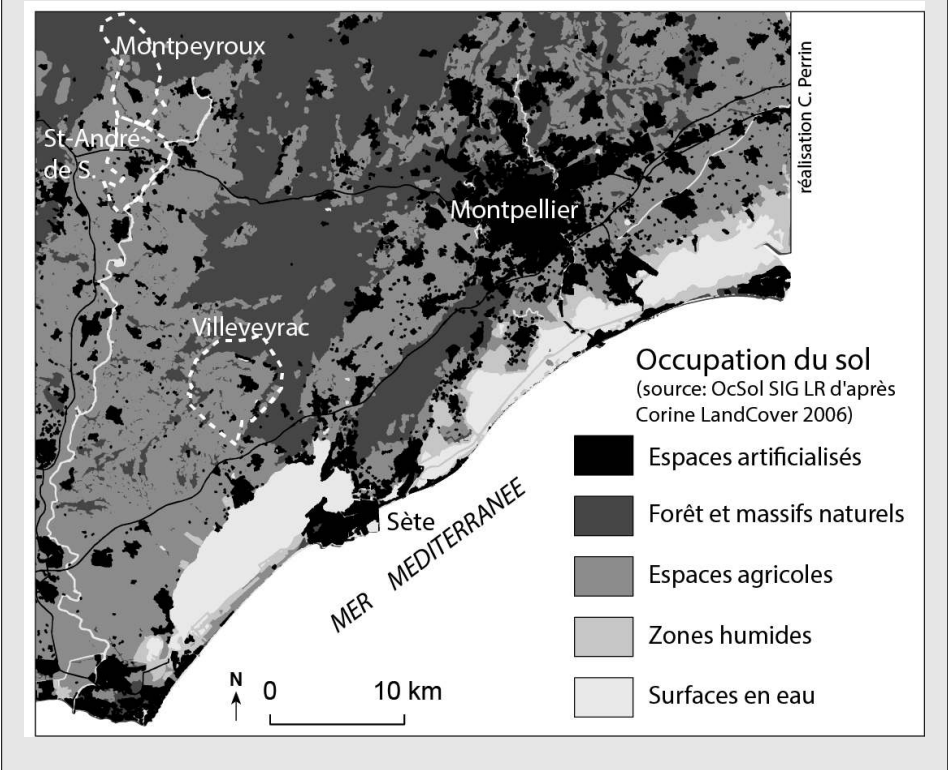 Montpeyroux
St-André
de S.
Montpellier
Villeveyrac
Sète
MER MEDITERRANEE
réalisation C. Perrin
Occupation du sol
(source: OcSol SIG LR d'après
Corine LandCover 2006)
Espaces artificialisés
Forêt et massifs naturels
Espaces agricoles
Zones humides
Surfaces en eau
N
0 10 km